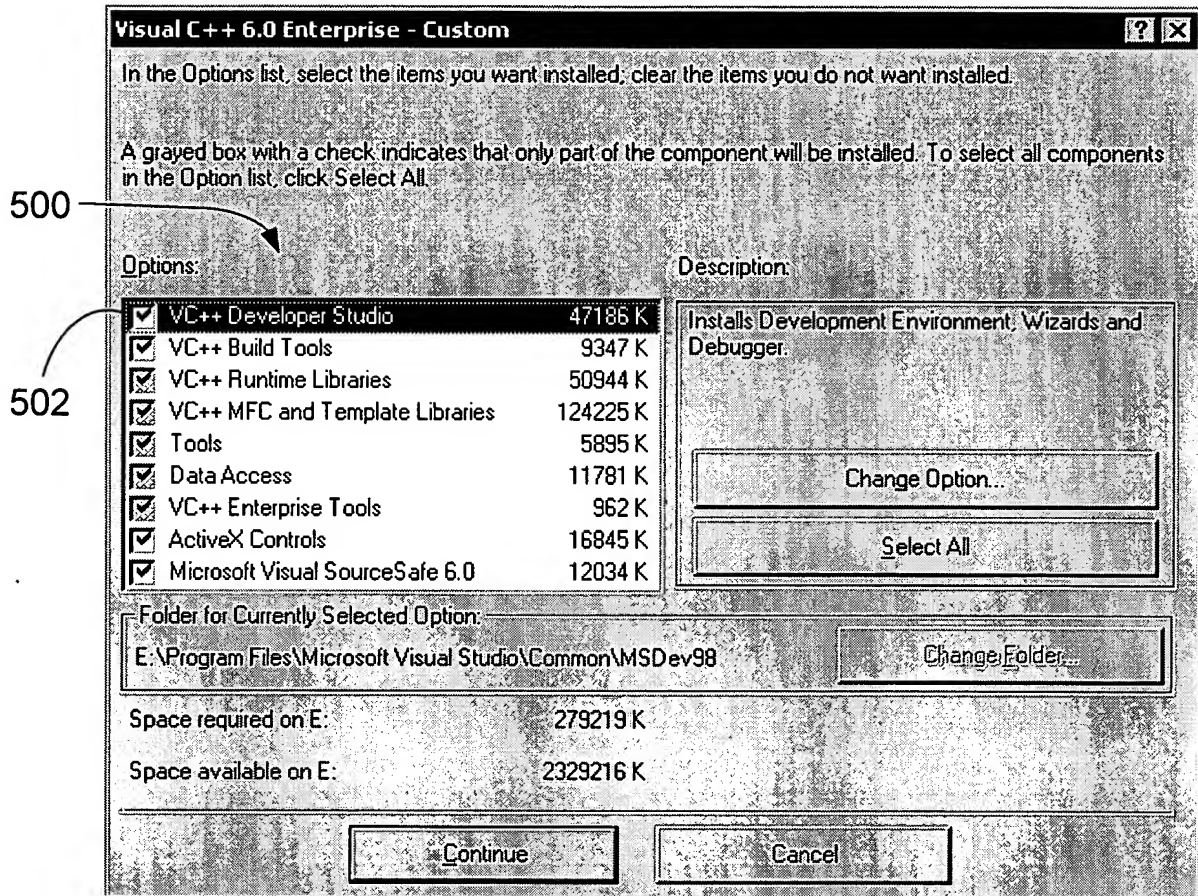 Visual C++ 6.0 Enterprise - Custom
?
X
In the Options list, select the items you want installed; clear the items you do not want installed.
A grayed box with a check indicates that only part of the component will be installed. To select all components
in the Option list, click Select All.
500
Options:
Description:
VC++ Developer Studio 47186 K
VC++ Build Tools 9347 K
VC++ Runtime Libraries 50944 K
VC++ MFC and Template Libraries 124225 K
Tools 5895 K
Data Access 11781 K
VC++ Enterprise Tools 962 K
ActiveX Controls 16845 K
Microsoft Visual SourceSafe 6.0 12034 K
502
Installs Development Environment, Wizards and
Debugger.
Change Option...
Select All
Folder for Currently Selected Option:
E:\Program Files\Microsoft Visual Studio\Common\MSDev98
Change Folder...
Space required on E: 279219 K
Space available on E: 2329216 K
Continue
Cancel